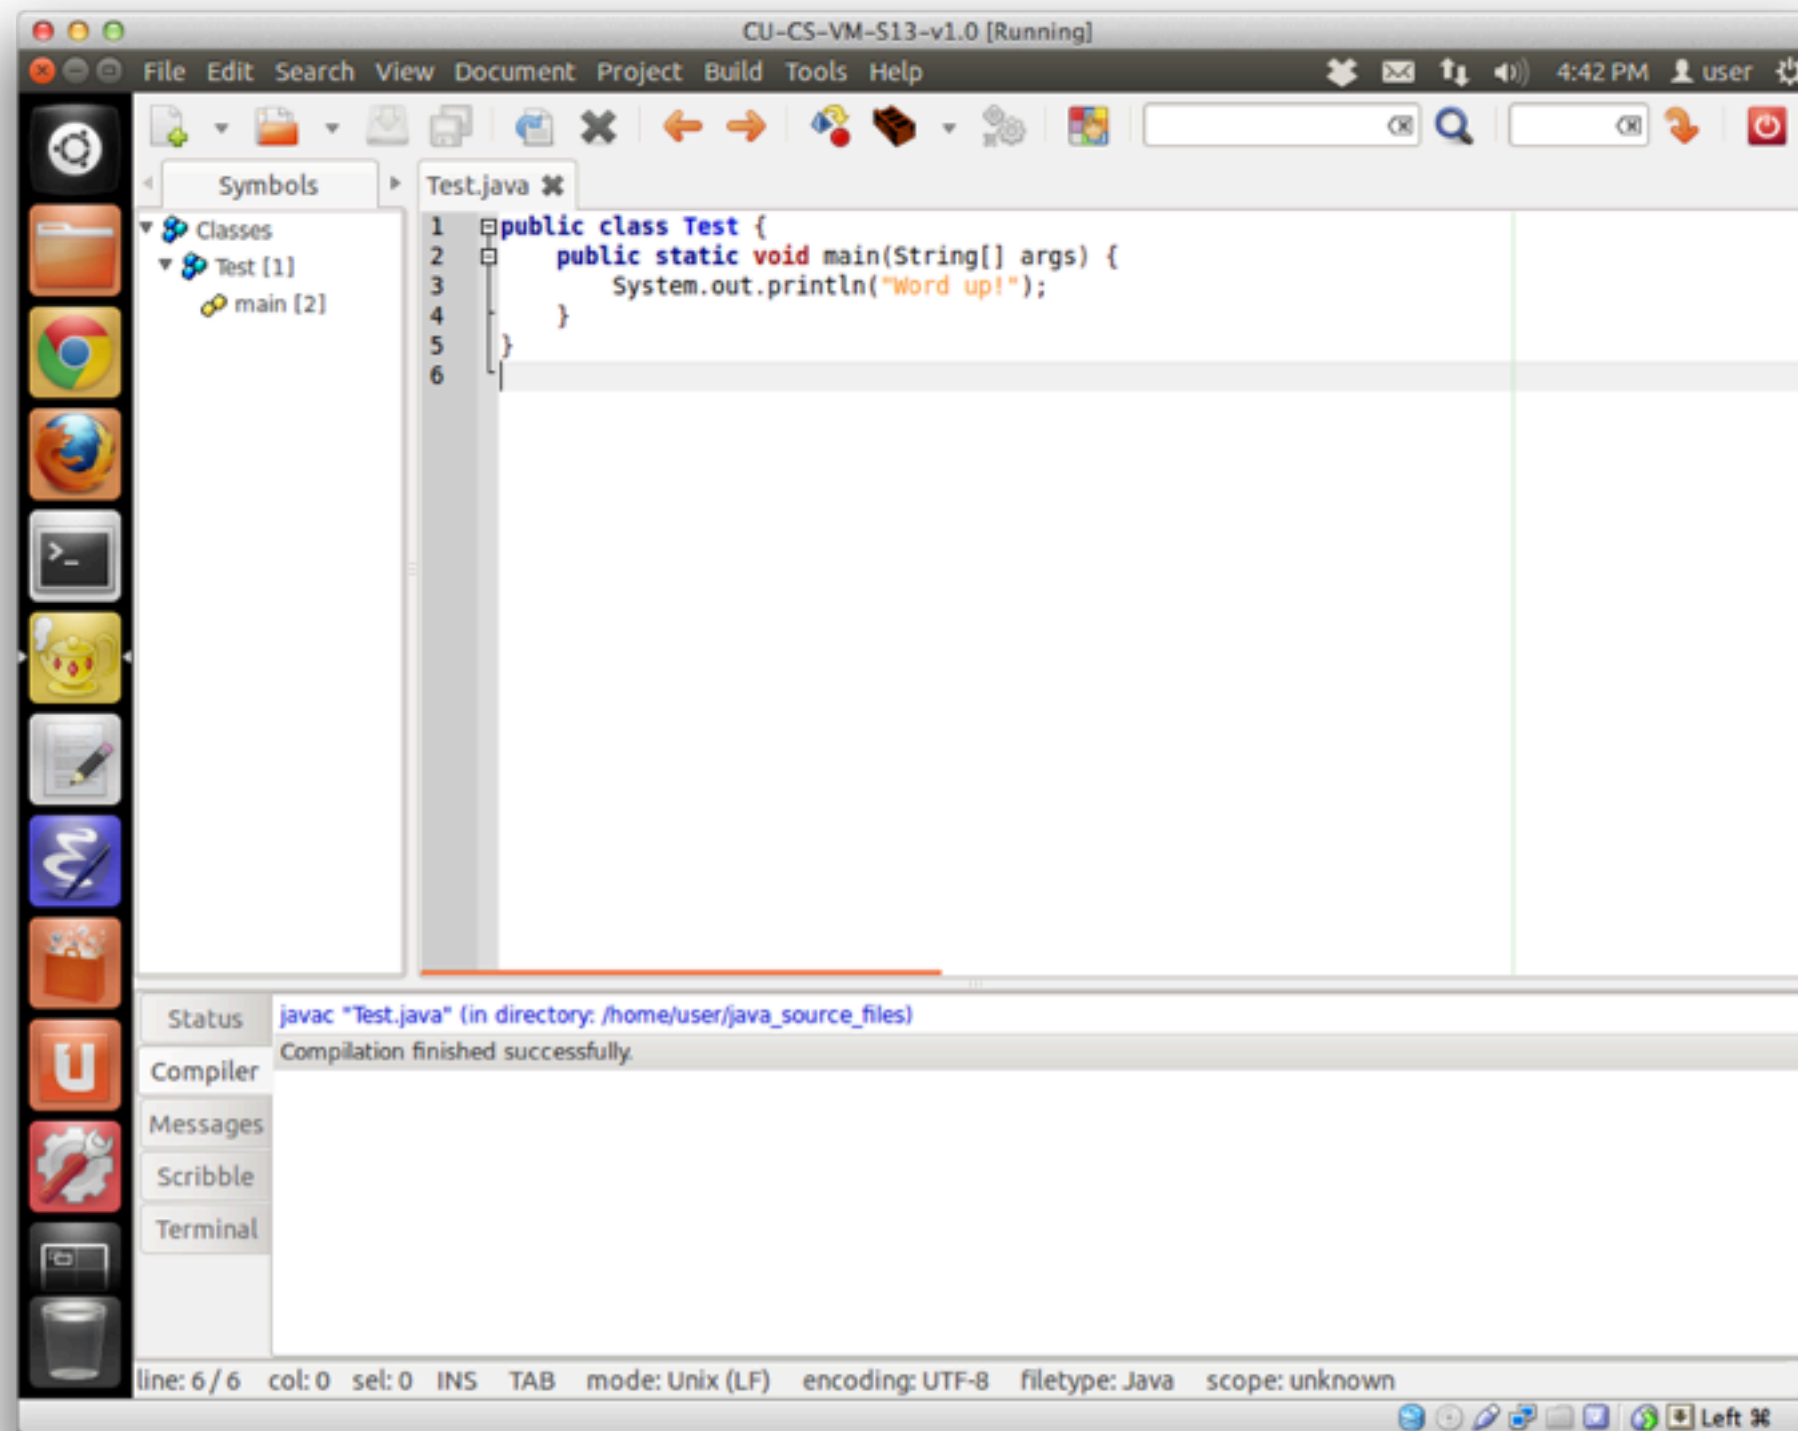 CU-CS-VM-S13-v1.0 [Running]
File Edit Search View Document Project Build Tools Help 4:42 PM user
Symbols Test.java
Classes
Test [1]
main [2]
1 public class Test {
2     public static void main(String[] args) {
3         System.out.println("Word up!");
4     }
5 }
6
Status
Compiler
Messages
Scribble
Terminal
javac "Test.java" (in directory: /home/user/java_source_files)
Compilation finished successfully.
line: 6 / 6 col: 0 sel: 0 INS TAB mode: Unix (LF) encoding: UTF-8 filetype: Java scope: unknown
Left ⌘